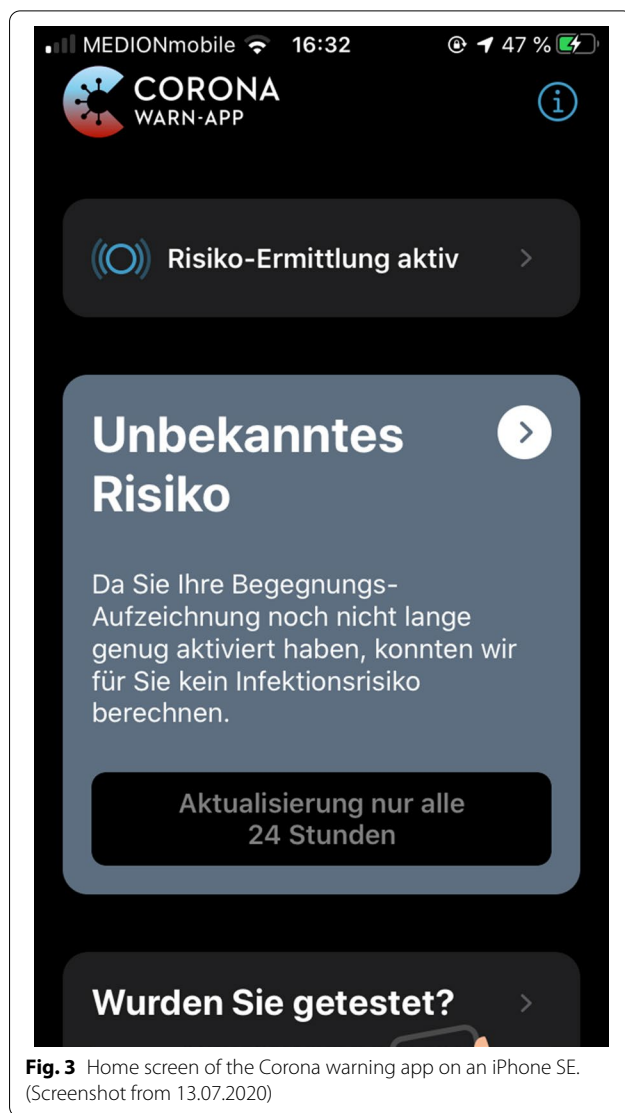 MEDIONmobile 16:32 47 %
CORONA
WARN-APP
i
Risiko-Ermittlung aktiv
Unbekanntes
Risiko
Da Sie Ihre Begegnungs-
Aufzeichnung noch nicht lange
genug aktiviert haben, konnten wir
für Sie kein Infektionsrisiko
berechnen.
Aktualisierung nur alle
24 Stunden
Wurden Sie getestet?
Fig. 3 Home screen of the Corona warning app on an iPhone SE.
(Screenshot from 13.07.2020)